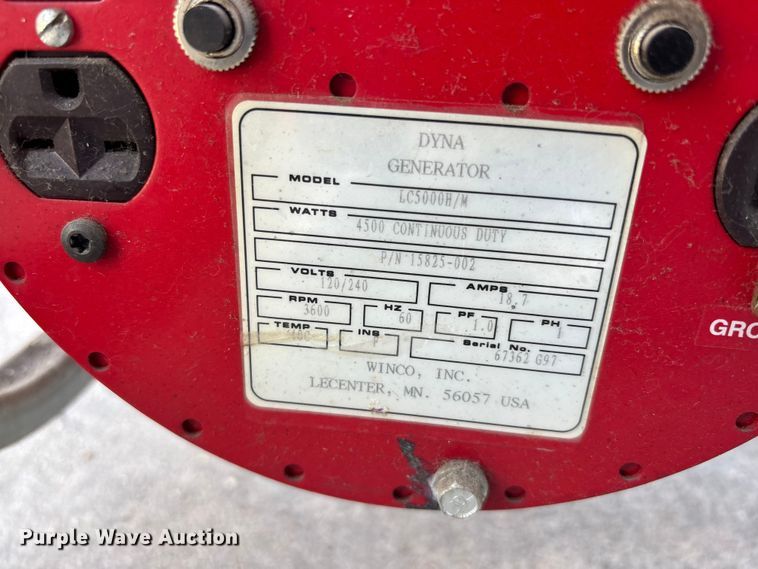 DYNA
GENERATOR
MODEL
LC5000H/M
WATTS
4500 CONTINUOUS DUTY
P/N 15825-002
VOLTS
120/240
AMPS
18.7
RPM
3600
HZ
60
PF
1.0
PH
1
TEMP
INS
F
Serial No.
67362 G97
WINCO, INC.
LECENTER, MN. 56057 USA
GRO
Purple Wave Auction